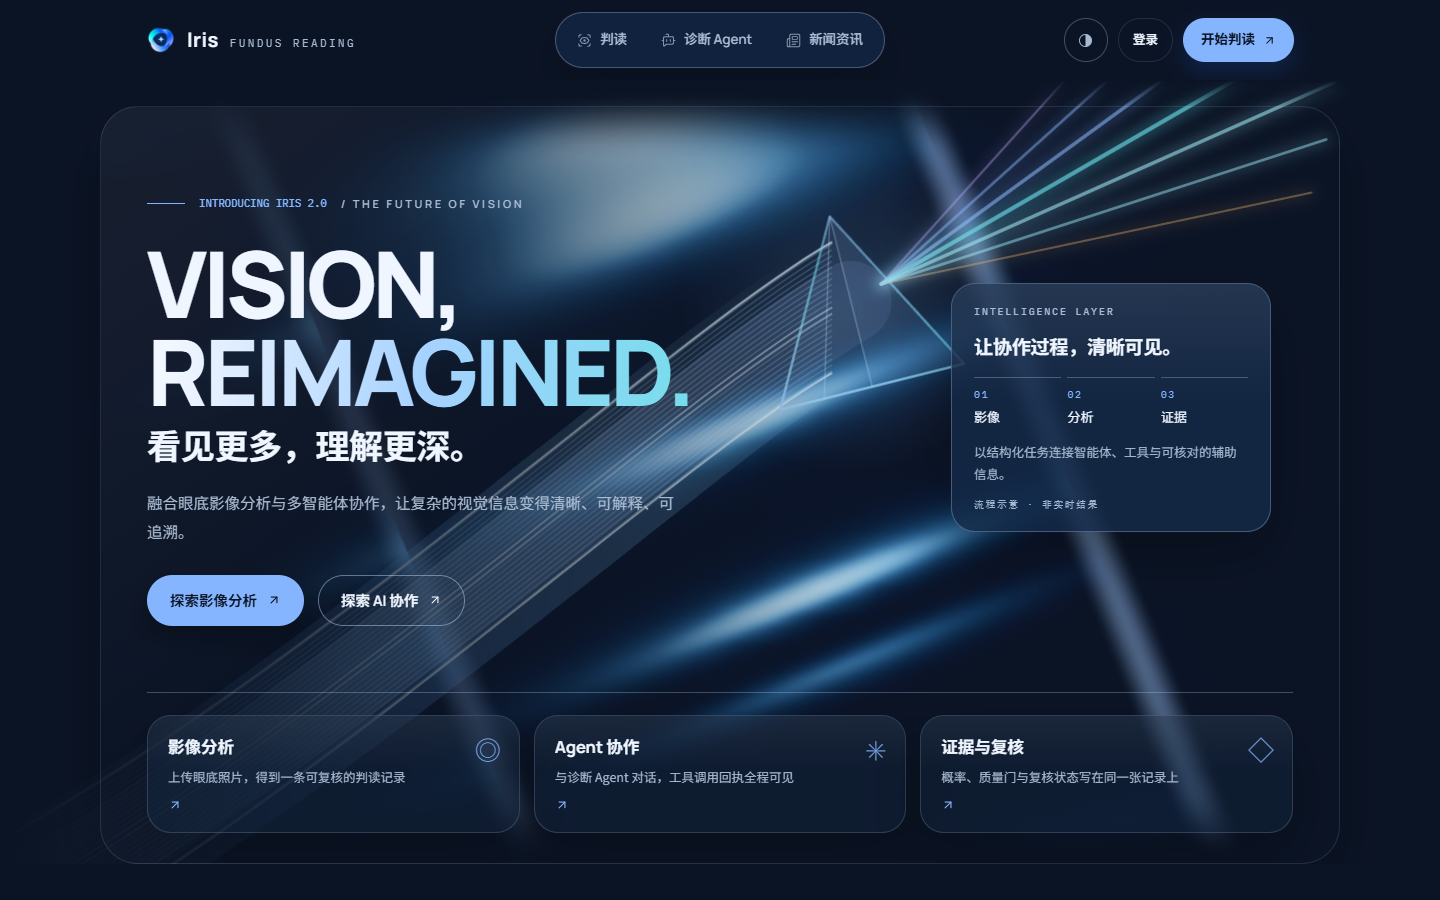 Iris FUNDUS READING
判读 诊断 Agent 新闻资讯
登录 开始判读
INTRODUCING IRIS 2.0 / THE FUTURE OF VISION
VISION,
REIMAGINED.
看见更多，理解更深。
融合眼底影像分析与多智能体协作，让复杂的视觉信息变得清晰、可解释、可
追溯。
探索影像分析 探索 AI 协作
INTELLIGENCE LAYER
让协作过程，清晰可见。
01 02 03
影像 分析 证据
以结构化任务连接智能体、工具与可核对的辅助
信息。
流程示意 · 非实时结果
影像分析
上传眼底照片，得到一条可复核的判读记录
Agent 协作
与诊断 Agent 对话，工具调用回执全程可见
证据与复核
概率、质量门与复核状态写在同一张记录上